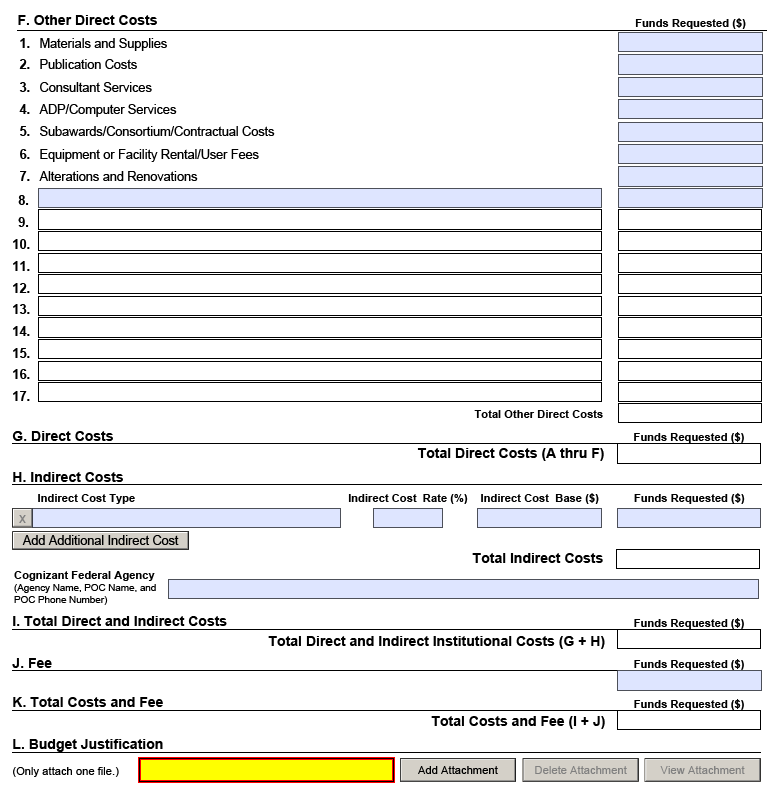 F. Other Direct Costs Funds Requested ($)
1. Materials and Supplies
2. Publication Costs
3. Consultant Services
4. ADP/Computer Services
5. Subawards/Consortium/Contractual Costs
6. Equipment or Facility Rental/User Fees
7. Alterations and Renovations
8.
9.
10.
11.
12.
13.
14.
15.
16.
17.
Total Other Direct Costs
G. Direct Costs Funds Requested ($)
Total Direct Costs (A thru F)
H. Indirect Costs
Indirect Cost Type Indirect Cost Rate (%) Indirect Cost Base ($) Funds Requested ($)
X
Add Additional Indirect Cost
Total Indirect Costs
Cognizant Federal Agency
(Agency Name, POC Name, and
POC Phone Number)
I. Total Direct and Indirect Costs Funds Requested ($)
Total Direct and Indirect Institutional Costs (G + H)
J. Fee Funds Requested ($)
K. Total Costs and Fee Funds Requested ($)
Total Costs and Fee (I + J)
L. Budget Justification
(Only attach one file.) Add Attachment Delete Attachment View Attachment